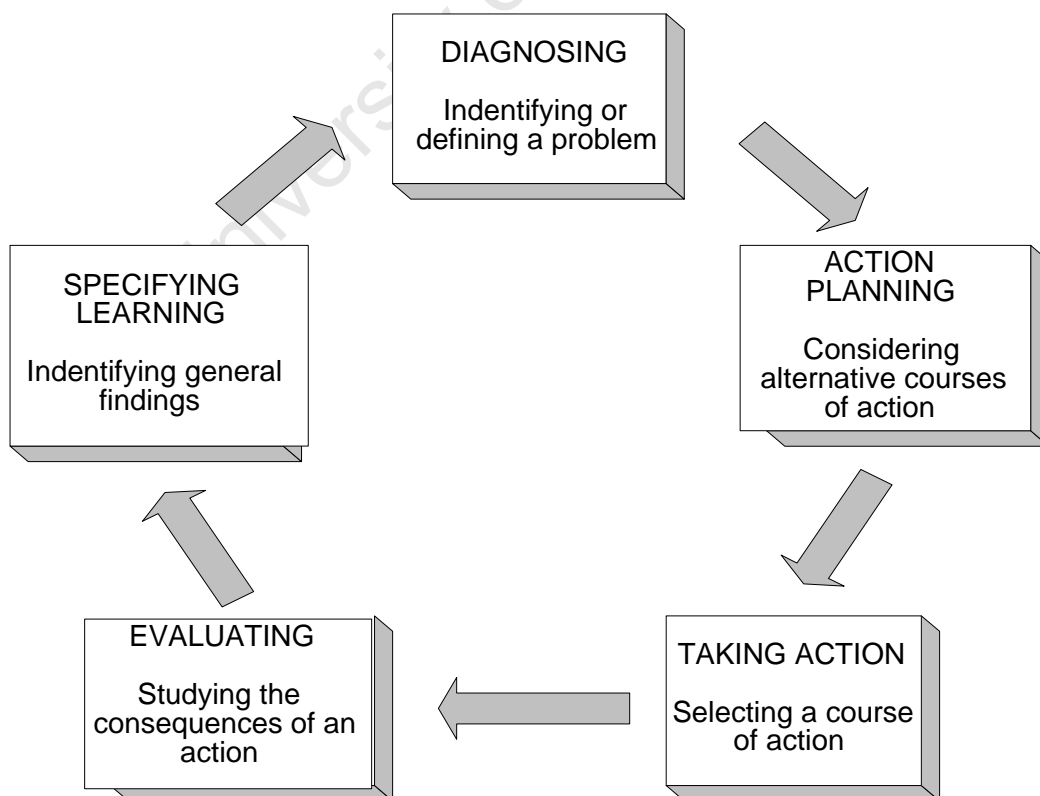 DIAGNOSING
Indentifying or
defining a problem
ACTION
PLANNING
Considering
alternative courses
of action
TAKING ACTION
Selecting a course
of action
EVALUATING
Studying the
consequences of an
action
SPECIFYING
LEARNING
Indentifying general
findings